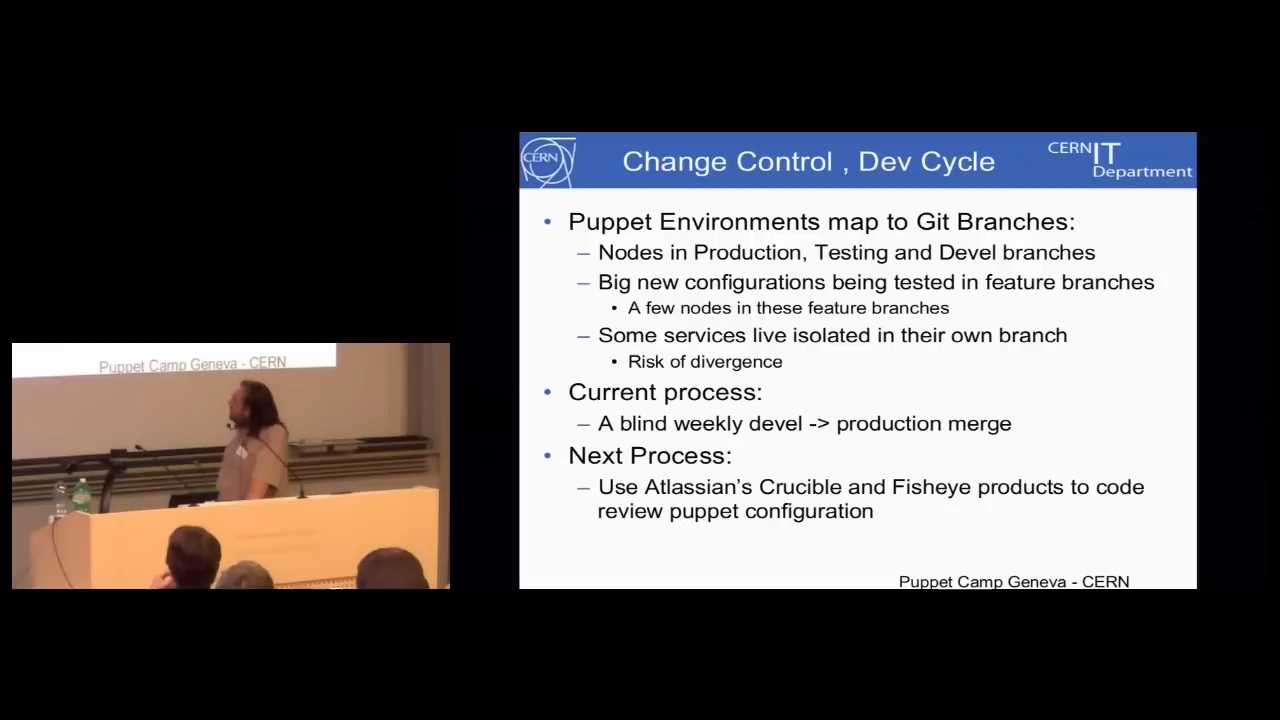 CERN
Change Control , Dev Cycle
CERN IT
Department
• Puppet Environments map to Git Branches:
– Nodes in Production, Testing and Devel branches
– Big new configurations being tested in feature branches
• A few nodes in these feature branches
– Some services live isolated in their own branch
• Risk of divergence
• Current process:
– A blind weekly devel -> production merge
• Next Process:
– Use Atlassian's Crucible and Fisheye products to code
review puppet configuration
Puppet Camp Geneva - CERN
Puppet Camp Geneva - CERN